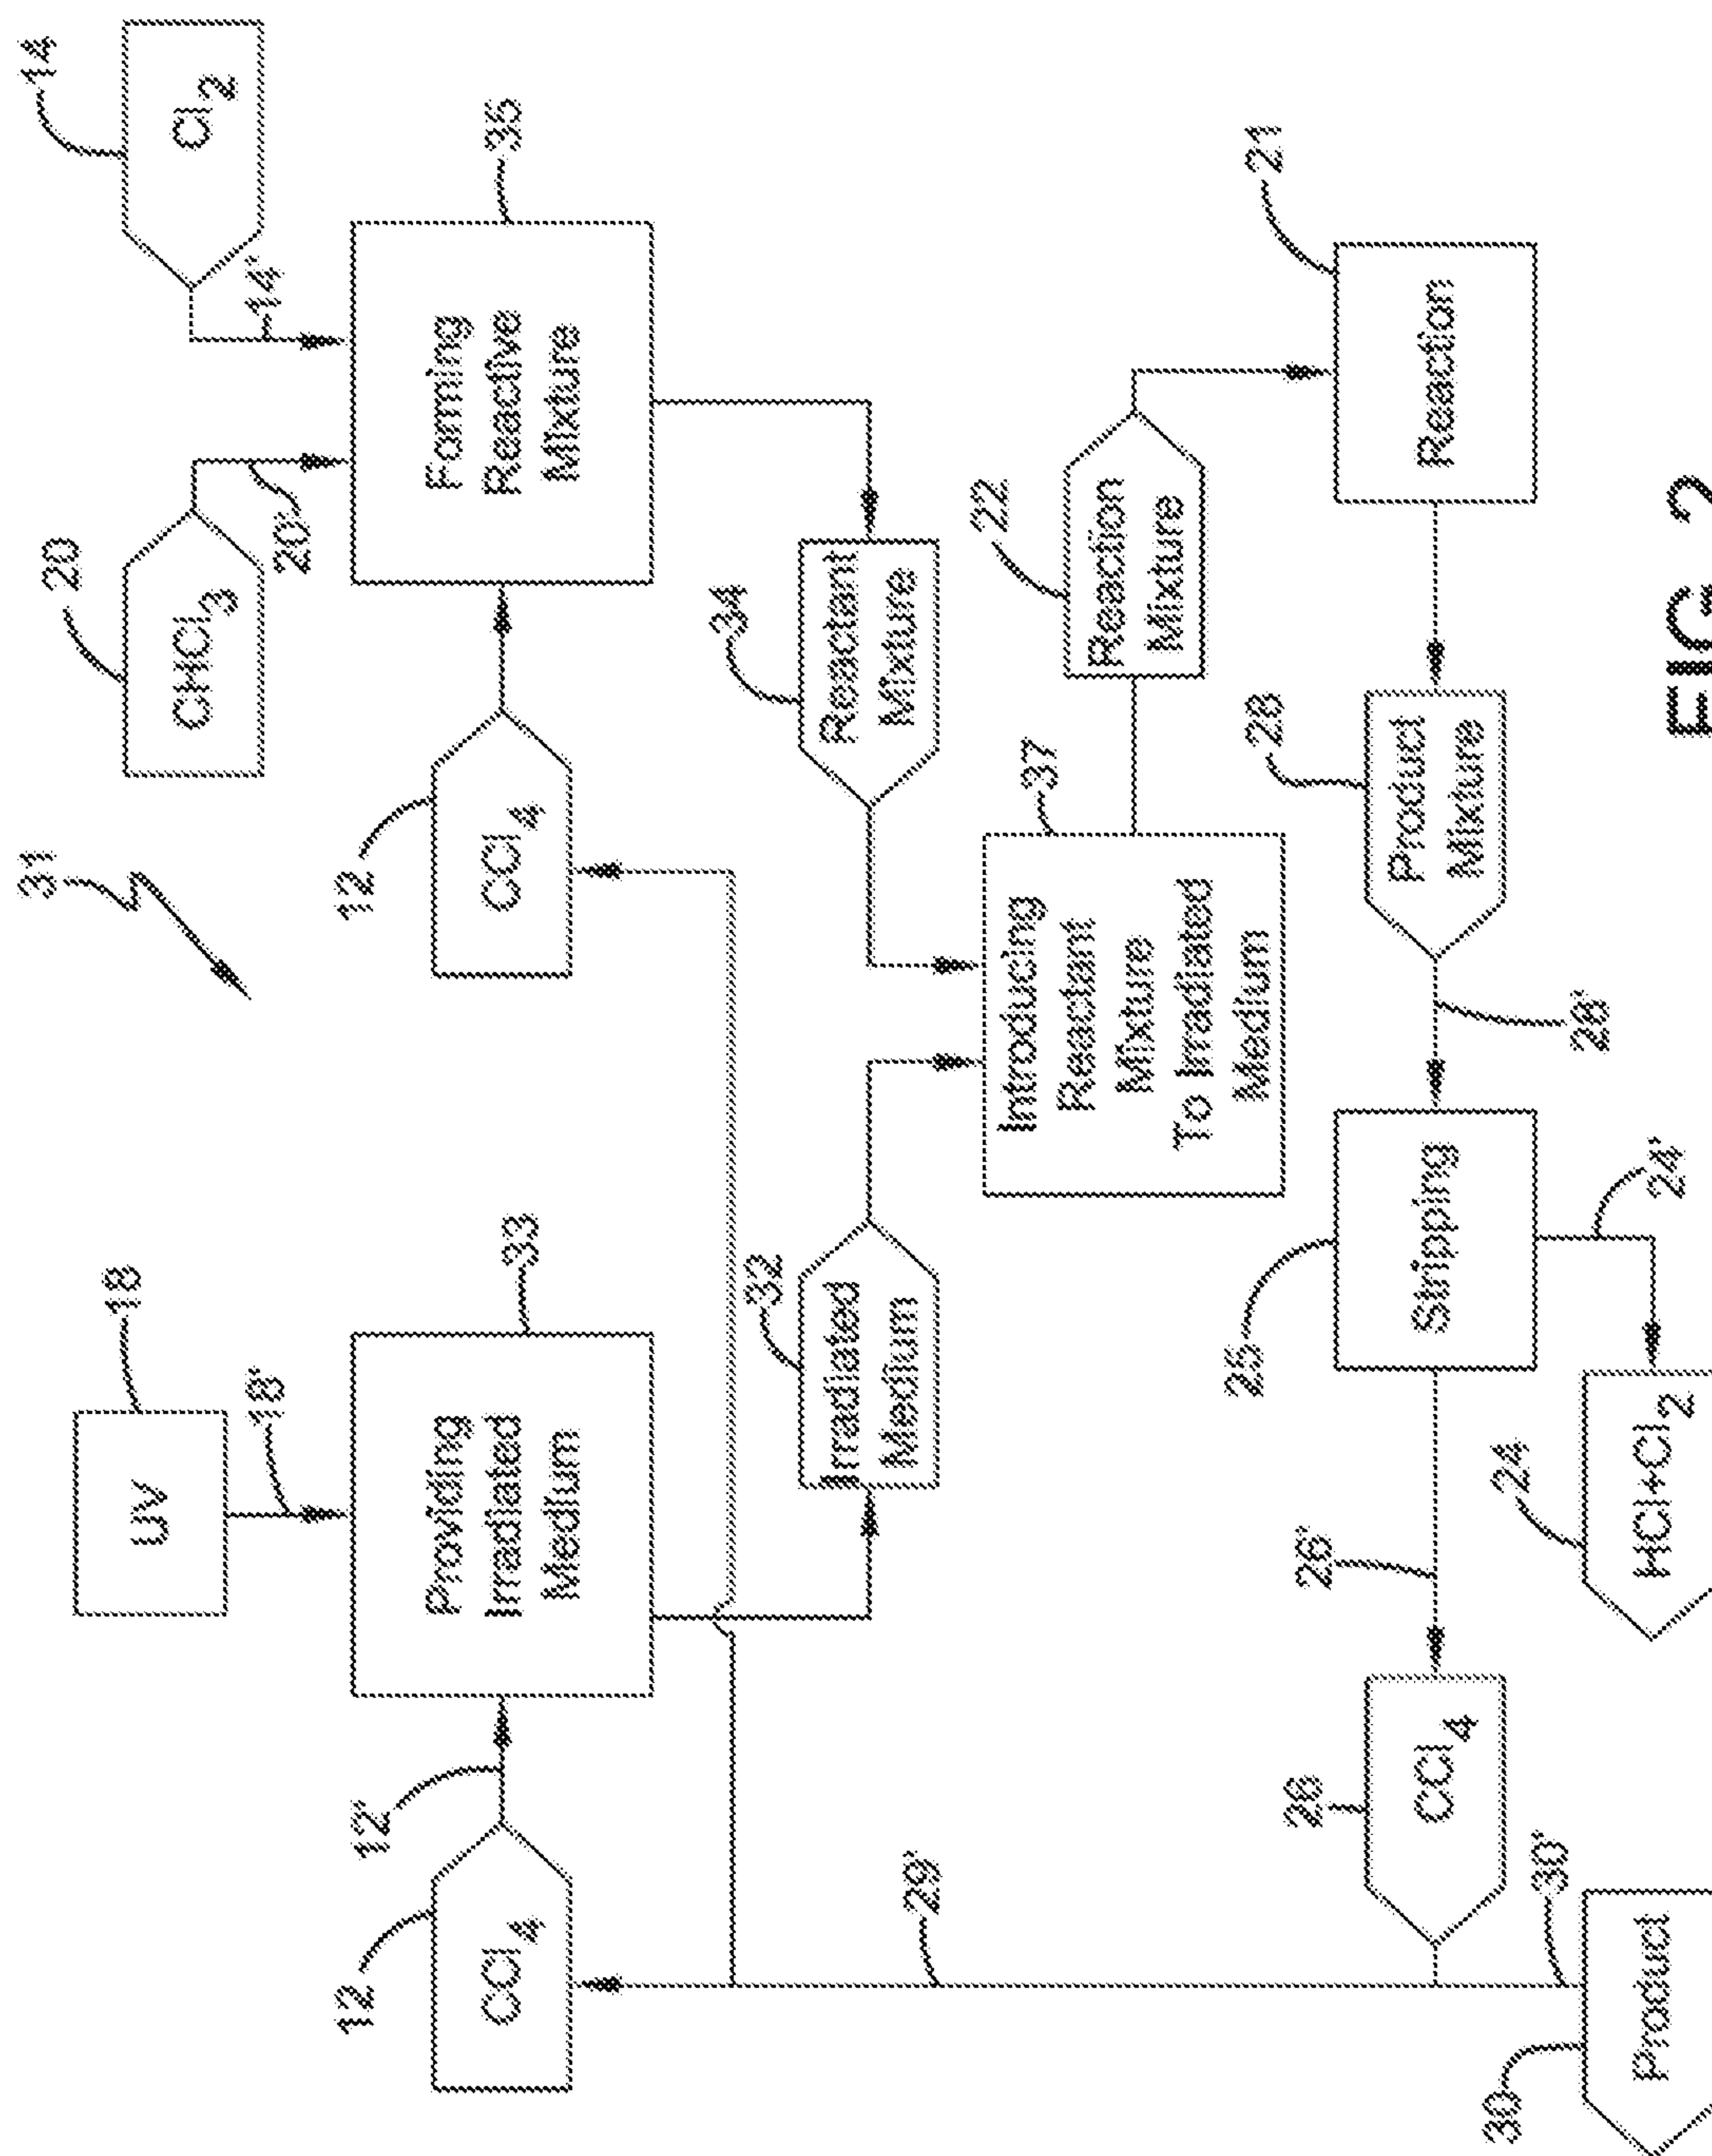 31
14
18
20
UV
CHCl3
Cl2
18'
20'
14'
12
12'
33
12
35
CCl4
Providing
Irradiated
Medium
CCl4
Forming
Reactive
Mixture
32
34
Irradiated
Medium
Reactant
Mixture
29'
37
22
Introducing
Reactant
Mixture
To Irradiated
Medium
Reaction
Mixture
26
26'
25
28
21
CCl4
Stripping
Product
Mixture
Reaction
30
30'
24
24'
28'
Product
HCl+Cl2
FIG. 2